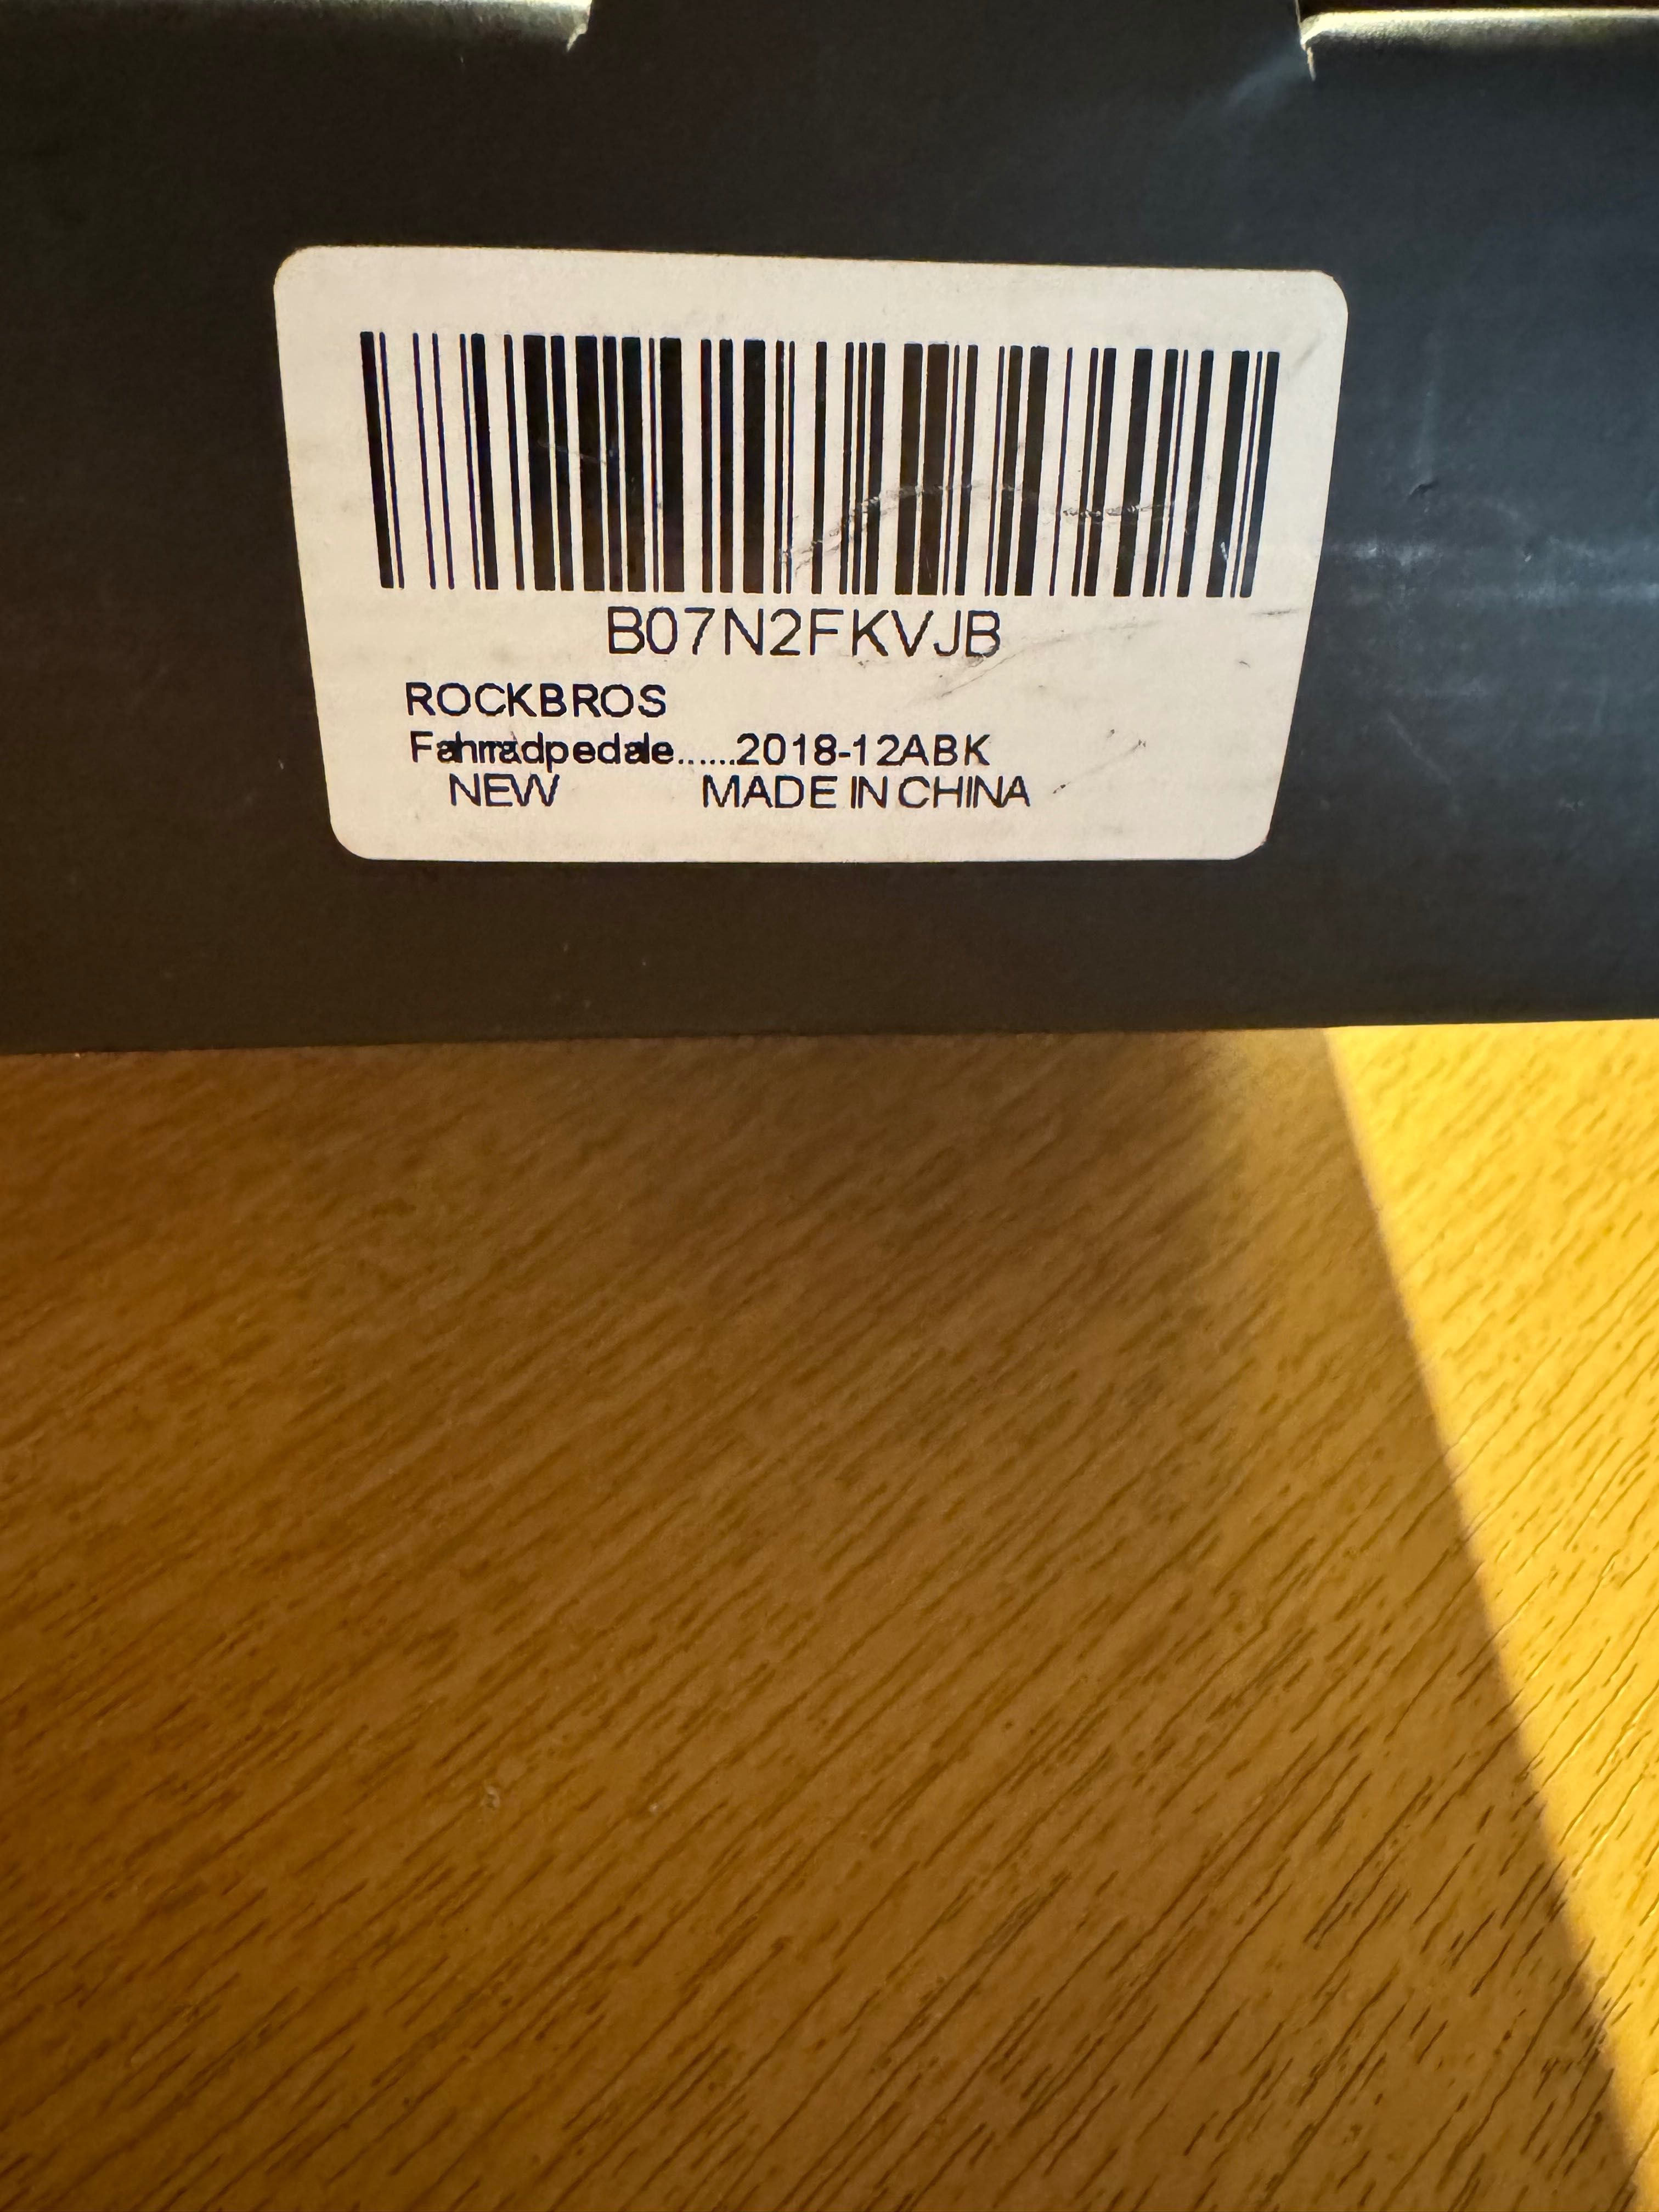 B07N2FKVJB
ROCKBROS
Fahrradpedale......2018-12ABK
NEW MADE IN CHINA